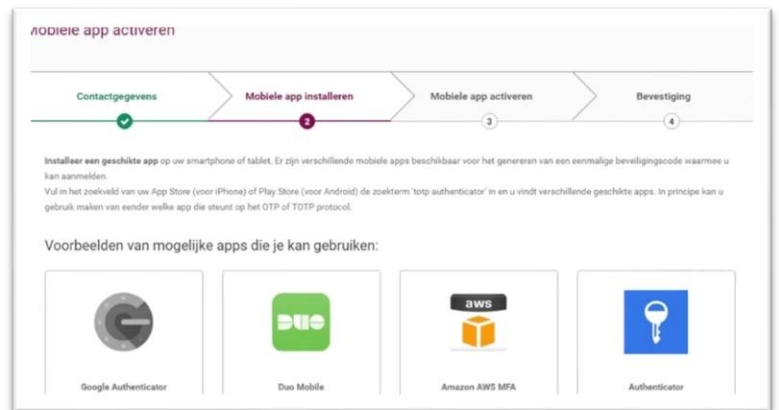 Mobiele app activeren
Contactgegevens
Mobiele app installeren
Mobiele app activeren
Bevestiging
2
3
4
Installeer een geschikte app op uw smartphone of tablet. Er zijn verschillende mobiele apps beschikbaar voor het genereren van een eenmalige beveiligingscode waarmee u
kan aanmelden.
Vul in het zoekveld van uw App Store (voor iPhone) of Play Store (voor Android) de zoekterm 'totp authenticator' in en u vindt verschillende geschikte apps. In principe kan u
gebruik maken van eender welke app die steunt op het OTP of TOTP protocol.
Voorbeelden van mogelijke apps die je kan gebruiken:
DUO
aws
Google Authenticator
Duo Mobile
Amazon AWS MFA
Authenticator